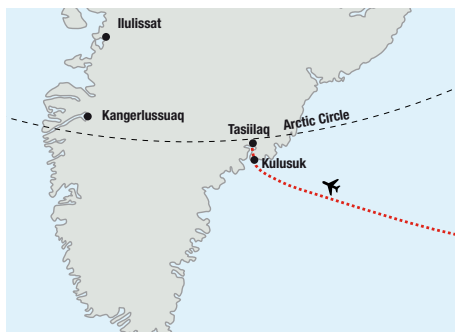 Ilulissat
Kangerlussuaq
Tasiilaq
Arctic Circle
Kulusuk